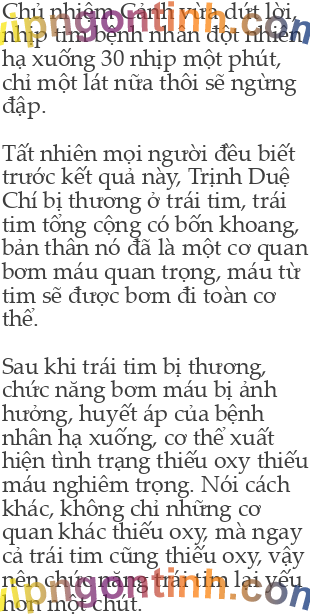 Chủ nhiệm Cảnh vừa dứt lời,
nhịp tim bệnh nhân đột nhiên
hạ xuống 30 nhịp một phút,
chỉ một lát nữa thôi sẽ ngừng
đập.
Tất nhiên mọi người đều biết
trước kết quả này, Trịnh Duệ
Chí bị thương ở trái tim, trái
tim tổng cộng có bốn khoang,
bản thân nó đã là một cơ quan
bơm máu quan trọng, máu từ
tim sẽ được bơm đi toàn cơ
thể.
Sau khi trái tim bị thương,
chức năng bơm máu bị ảnh
hưởng, huyết áp của bệnh
nhân hạ xuống, cơ thể xuất
hiện tình trạng thiếu oxy thiếu
máu nghiêm trọng. Nói cách
khác, không chỉ những cơ
quan khác thiếu oxy, mà ngay
cả trái tim cũng thiếu oxy, vậy
nên chức năng trái tim lại yếu
hơn một chút.
vipngontinh.com
vipngontinh.com